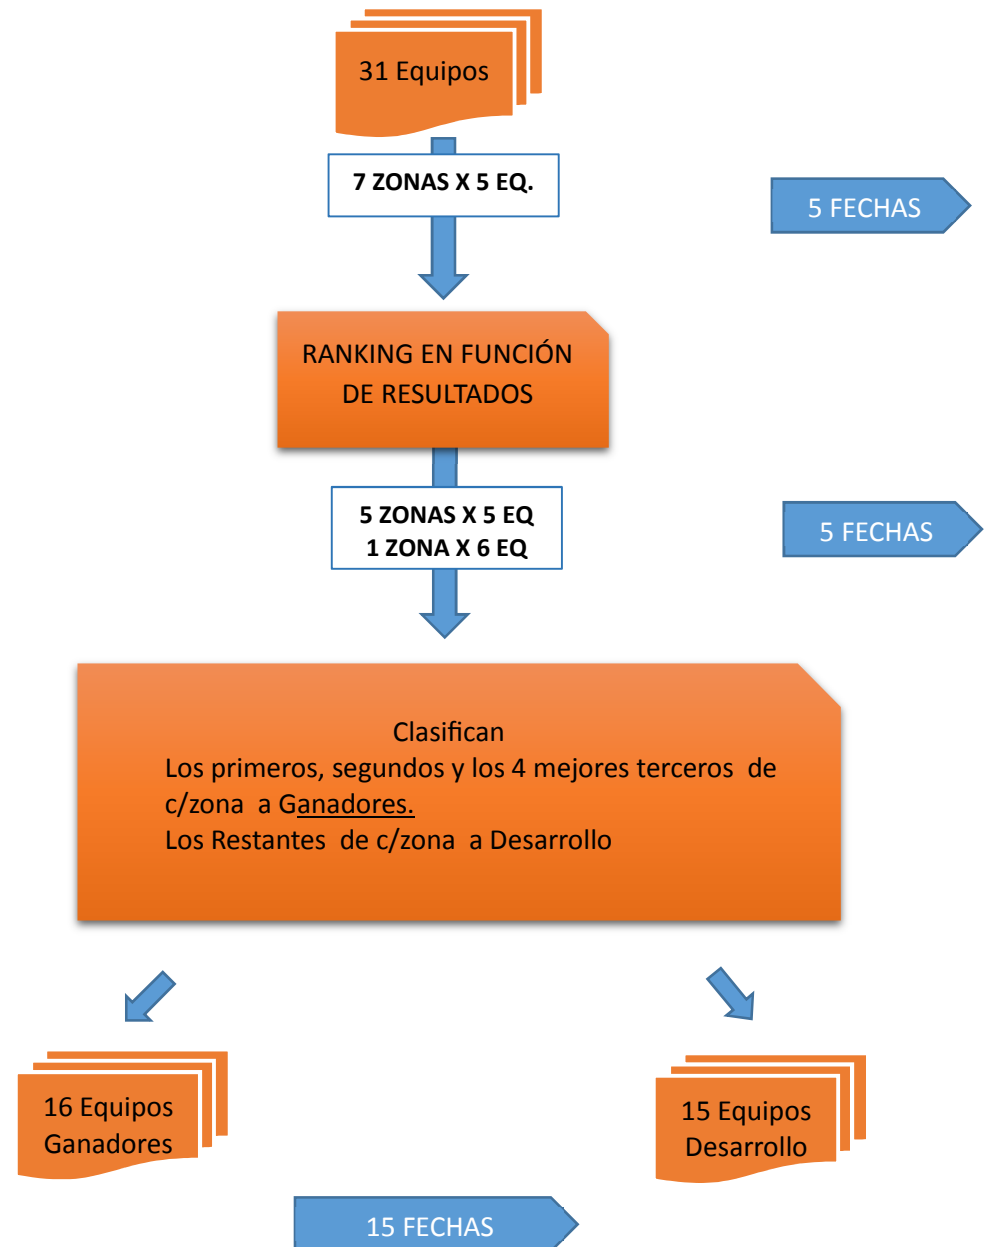 31 Equipos
7 ZONAS X 5 EQ.
5 FECHAS
RANKING EN FUNCIÓN
DE RESULTADOS
5 ZONAS X 5 EQ
1 ZONA X 6 EQ
5 FECHAS
Clasifican
Los primeros, segundos y los 4 mejores terceros de
c/zona a Ganadores.
Los Restantes de c/zona a Desarrollo
16 Equipos
Ganadores
15 Equipos
Desarrollo
15 FECHAS